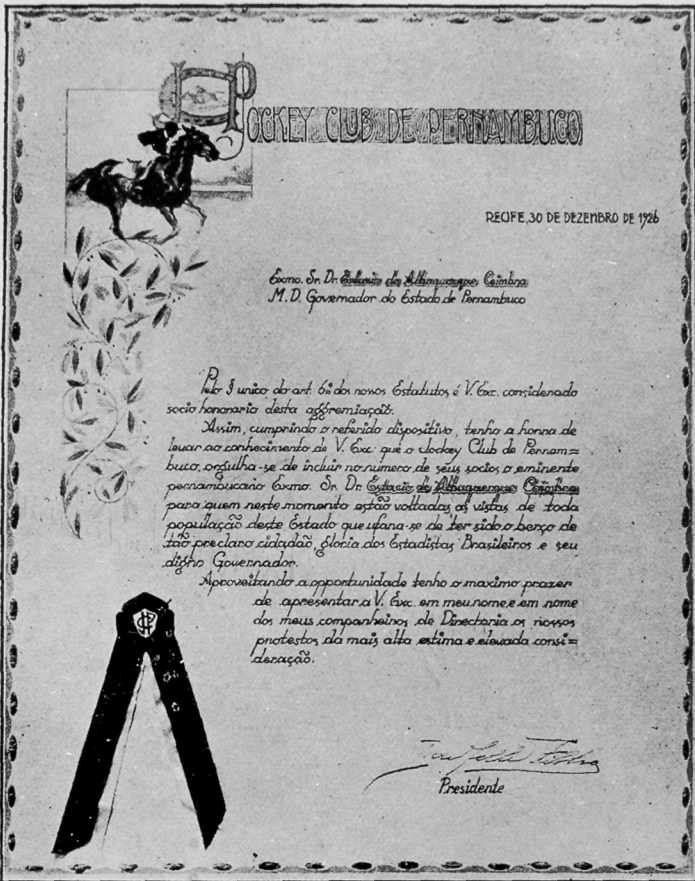 JOCKEY CLUB DE PERNAMBUCO
RECIFE, 30 DE DEZEMBRO DE 1926
Exmo. Sr. Dr. Estacio de Albuquerque Coimbra
M. D. Governador do Estado de Pernambuco
Pelo § unico do art. 6º dos novos Estatutos é V. Exc. considerado
socio honorario desta aggremiação.
Assim, cumprindo o referido dispositivo, tenho a honra de
levar ao conhecimento de V. Exc. que o Jockey Club de Pernam=
buco, orgulha-se de incluir no numero de seus socios o eminente
pernambucano Exmo. Sr. Dr. Estacio de Albuquerque Coimbra
para quem neste momento estão voltadas as vistas de toda
população deste Estado que ufana-se de ter sido o berço de
tão preclaro cidadão, gloria dos Estadistas Brasileiros e seu
digno Governador.
Aproveitando a opportunidade tenho o maximo prazer
de apresentar a V. Exc. em meu nome e em nome
dos meus companheiros de Directoria os nossos
protestos da mais alta estima e elevada consi=
deração.
Presidente